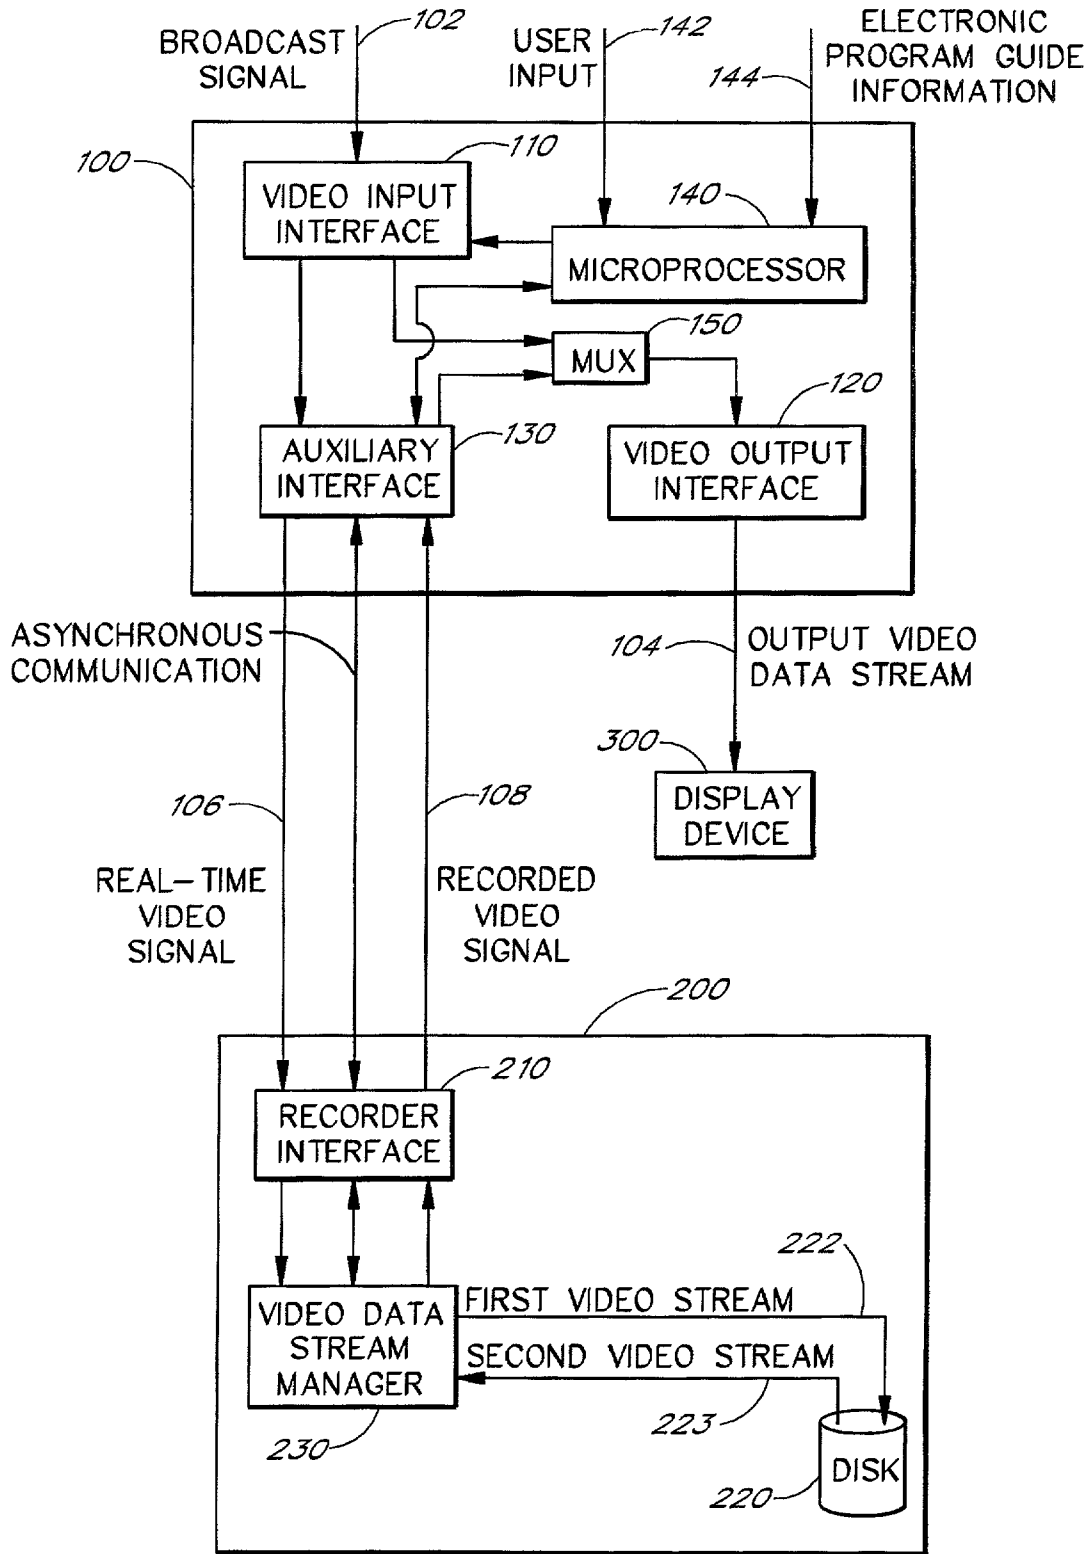 BROADCAST
SIGNAL
102
USER
INPUT
142
144
ELECTRONIC
PROGRAM GUIDE
INFORMATION
100
110
VIDEO INPUT
INTERFACE
140
MICROPROCESSOR
150
MUX
120
AUXILIARY
INTERFACE
130
VIDEO OUTPUT
INTERFACE
ASYNCHRONOUS
COMMUNICATION
104
OUTPUT VIDEO
DATA STREAM
300
DISPLAY
DEVICE
106
108
REAL-TIME
VIDEO
SIGNAL
RECORDED
VIDEO
SIGNAL
200
210
RECORDER
INTERFACE
222
FIRST VIDEO STREAM
VIDEO DATA
STREAM
MANAGER
SECOND VIDEO STREAM
223
230
DISK
220